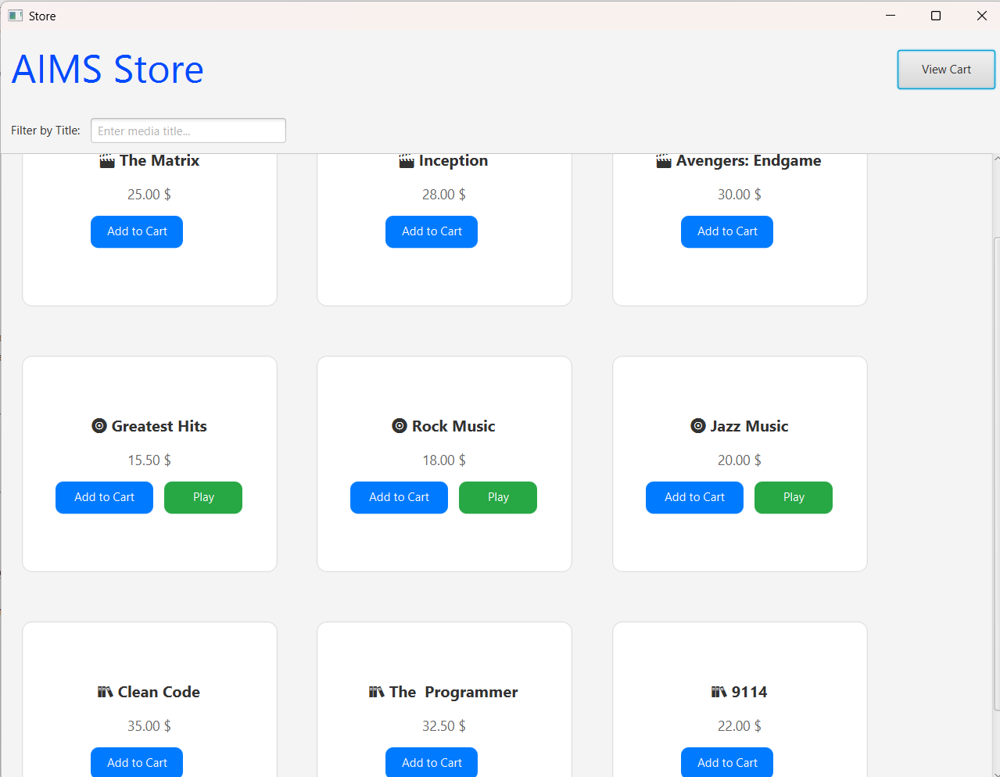 Store
AIMS Store
View Cart
Filter by Title:
Enter media title...
🎬 The Matrix
25.00 $
Add to Cart
🎬 Inception
28.00 $
Add to Cart
🎬 Avengers: Endgame
30.00 $
Add to Cart
Greatest Hits
15.50 $
Add to Cart
Play
Rock Music
18.00 $
Add to Cart
Play
Jazz Music
20.00 $
Add to Cart
Play
Clean Code
35.00 $
Add to Cart
The  Programmer
32.50 $
Add to Cart
9114
22.00 $
Add to Cart